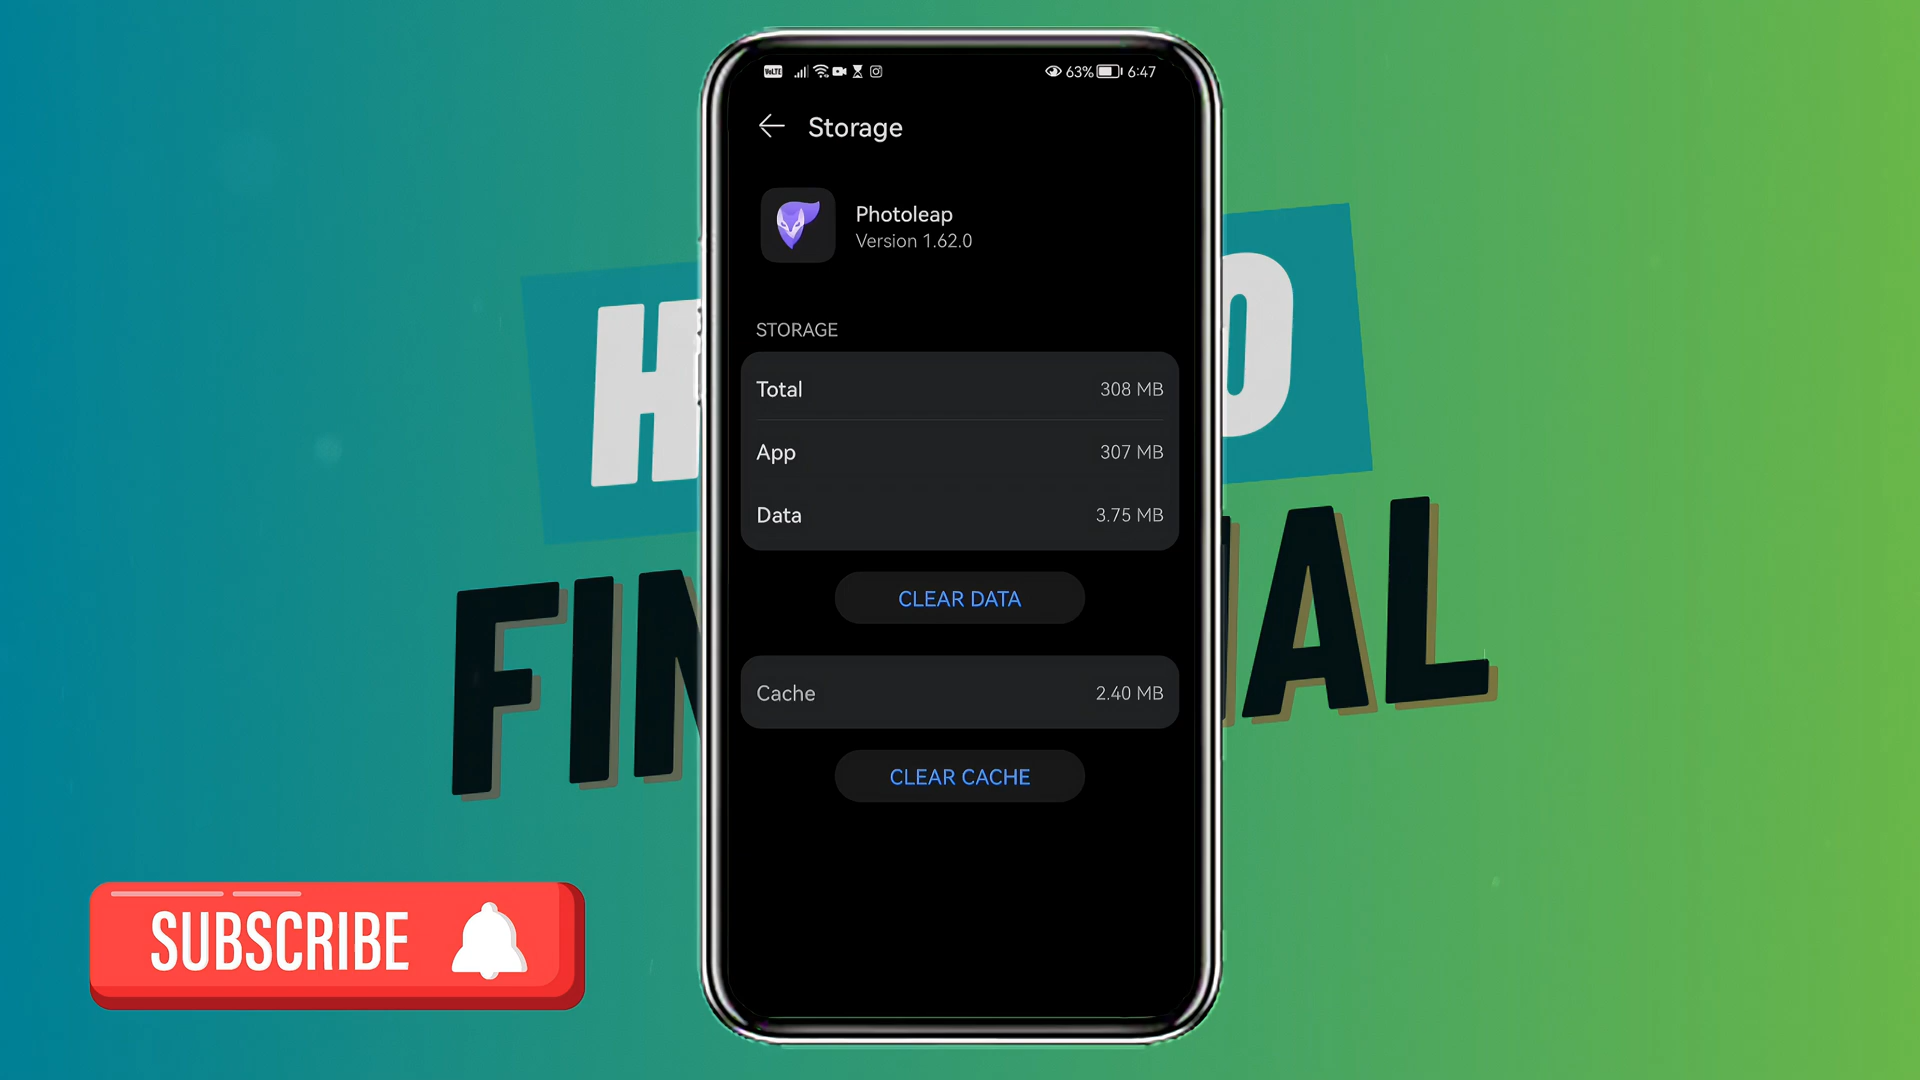 VoLTE 63% 6:47
Storage
Photoleap
Version 1.62.0
STORAGE
Total 308 MB
App 307 MB
Data 3.75 MB
CLEAR DATA
Cache 2.40 MB
CLEAR CACHE
SUBSCRIBE